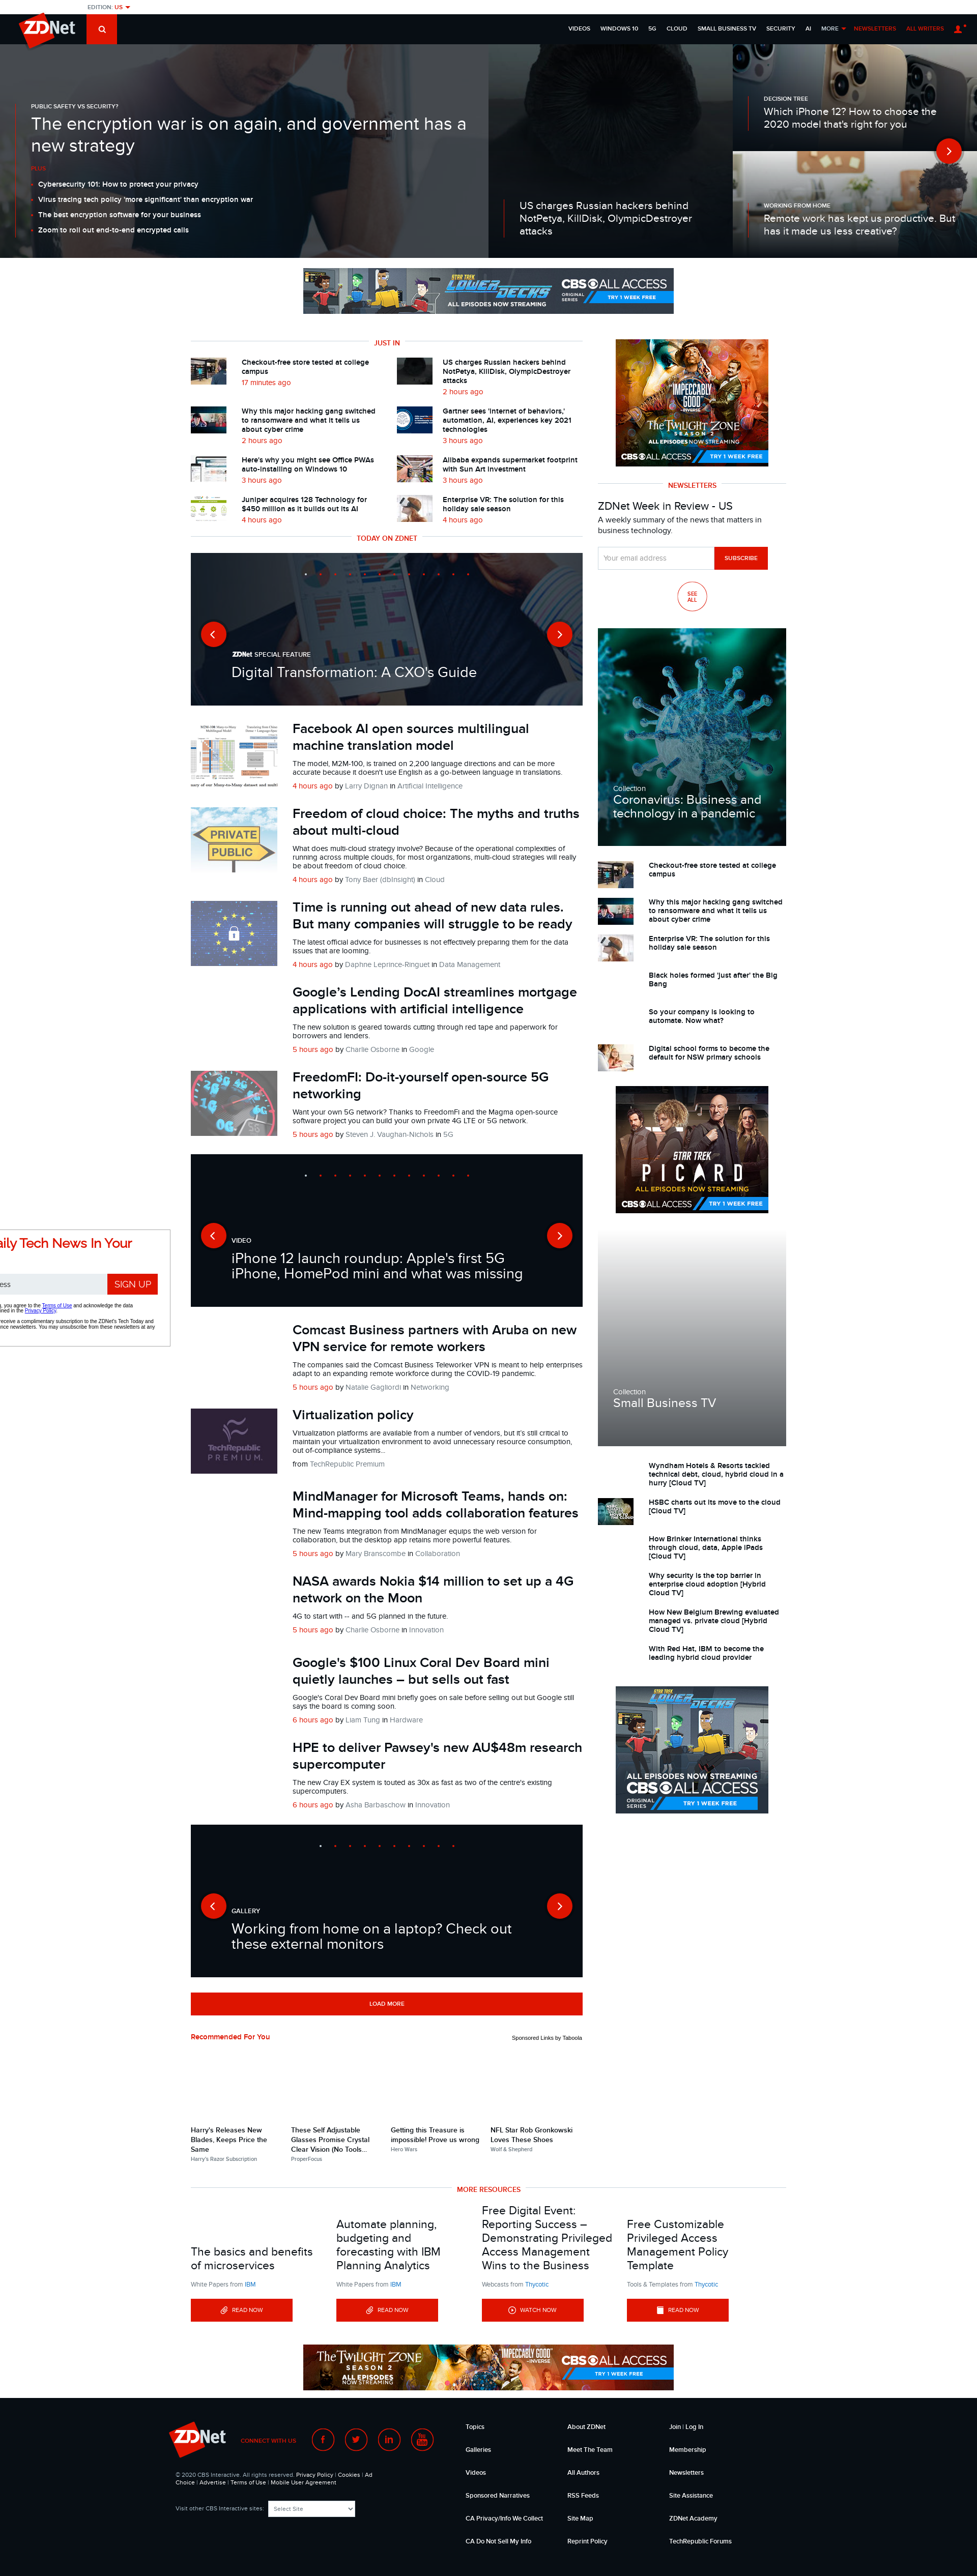 EDITION: US
ZDNet
VIDEOS WINDOWS 10 5G CLOUD SMALL BUSINESS TV SECURITY AI MORE NEWSLETTERS ALL WRITERS
PUBLIC SAFETY VS SECURITY?
The encryption war is on again, and government has a
new strategy
PLUS
Cybersecurity 101: How to protect your privacy
Virus tracing tech policy 'more significant' than encryption war
The best encryption software for your business
Zoom to roll out end-to-end encrypted calls
US charges Russian hackers behind
NotPetya, KillDisk, OlympicDestroyer
attacks
DECISION TREE
Which iPhone 12? How to choose the
2020 model that's right for you
WORKING FROM HOME
Remote work has kept us productive. But
has it made us less creative?
STAR TREK
LOWER DECKS
ALL EPISODES NOW STREAMING
CBS ALL ACCESS
ORIGINAL SERIES
TRY 1 WEEK FREE
JUST IN
Checkout-free store tested at college
campus
17 minutes ago
US charges Russian hackers behind
NotPetya, KillDisk, OlympicDestroyer
attacks
2 hours ago
Why this major hacking gang switched
to ransomware and what it tells us
about cyber crime
2 hours ago
Gartner sees 'internet of behaviors,'
automation, AI, experiences key 2021
technologies
3 hours ago
Here's why you might see Office PWAs
auto-installing on Windows 10
3 hours ago
Alibaba expands supermarket footprint
with Sun Art investment
3 hours ago
Juniper acquires 128 Technology for
$450 million as it builds out its AI
4 hours ago
Enterprise VR: The solution for this
holiday sale season
4 hours ago
"IMPECCABLY GOOD"
-INVERSE
THE TWILIGHT ZONE
SEASON 2
ALL EPISODES NOW STREAMING
CBS ALL ACCESS TRY 1 WEEK FREE
NEWSLETTERS
ZDNet Week in Review - US
A weekly summary of the news that matters in
business technology.
Your email address SUBSCRIBE
SEE
ALL
TODAY ON ZDNET
ZDNet SPECIAL FEATURE
Digital Transformation: A CXO's Guide
Facebook AI open sources multilingual
machine translation model
The model, M2M-100, is trained on 2,200 language directions and can be more
accurate because it doesn't use English as a go-between language in translations.
4 hours ago by Larry Dignan in Artificial Intelligence
PRIVATE
PUBLIC
Freedom of cloud choice: The myths and truths
about multi-cloud
What does multi-cloud strategy involve? Because of the operational complexities of
running across multiple clouds, for most organizations, multi-cloud strategies will really
be about freedom of cloud choice.
4 hours ago by Tony Baer (dbInsight) in Cloud
Time is running out ahead of new data rules.
But many companies will struggle to be ready
The latest official advice for businesses is not effectively preparing them for the data
issues that are looming.
4 hours ago by Daphne Leprince-Ringuet in Data Management
Google's Lending DocAI streamlines mortgage
applications with artificial intelligence
The new solution is geared towards cutting through red tape and paperwork for
borrowers and lenders.
5 hours ago by Charlie Osborne in Google
FreedomFI: Do-it-yourself open-source 5G
networking
Want your own 5G network? Thanks to FreedomFi and the Magma open-source
software project you can build your own private 4G LTE or 5G network.
5 hours ago by Steven J. Vaughan-Nichols in 5G
Collection
Coronavirus: Business and
technology in a pandemic
Checkout-free store tested at college
campus
Why this major hacking gang switched
to ransomware and what it tells us
about cyber crime
Enterprise VR: The solution for this
holiday sale season
Black holes formed 'just after' the Big
Bang
So your company is looking to
automate. Now what?
Digital school forms to become the
default for NSW primary schools
STAR TREK
PICARD
ALL EPISODES NOW STREAMING
CBS ALL ACCESS TRY 1 WEEK FREE
aily Tech News In Your
ess SIGN UP
, you agree to the Terms of Use and acknowledge the data
ined in the Privacy Policy.
receive a complimentary subscription to the ZDNet's Tech Today and
nce newsletters. You may unsubscribe from these newsletters at any
VIDEO
iPhone 12 launch roundup: Apple's first 5G
iPhone, HomePod mini and what was missing
Comcast Business partners with Aruba on new
VPN service for remote workers
The companies said the Comcast Business Teleworker VPN is meant to help enterprises
adapt to an expanding remote workforce during the COVID-19 pandemic.
5 hours ago by Natalie Gagliordi in Networking
TechRepublic
PREMIUM
Virtualization policy
Virtualization platforms are available from a number of vendors, but it's still critical to
maintain your virtualization environment to avoid unnecessary resource consumption,
out of-compliance systems...
from TechRepublic Premium
MindManager for Microsoft Teams, hands on:
Mind-mapping tool adds collaboration features
The new Teams integration from MindManager equips the web version for
collaboration, but the desktop app retains more powerful features.
5 hours ago by Mary Branscombe in Collaboration
NASA awards Nokia $14 million to set up a 4G
network on the Moon
4G to start with -- and 5G planned in the future.
5 hours ago by Charlie Osborne in Innovation
Google's $100 Linux Coral Dev Board mini
quietly launches – but sells out fast
Google's Coral Dev Board mini briefly goes on sale before selling out but Google still
says the board is coming soon.
6 hours ago by Liam Tung in Hardware
HPE to deliver Pawsey's new AU$48m research
supercomputer
The new Cray EX system is touted as 30x as fast as two of the centre's existing
supercomputers.
6 hours ago by Asha Barbaschow in Innovation
Collection
Small Business TV
Wyndham Hotels & Resorts tackled
technical debt, cloud, hybrid cloud in a
hurry [Cloud TV]
HSBC charts out its move to the cloud
[Cloud TV]
How Brinker International thinks
through cloud, data, Apple iPads
[Cloud TV]
Why security is the top barrier in
enterprise cloud adoption [Hybrid
Cloud TV]
How New Belgium Brewing evaluated
managed vs. private cloud [Hybrid
Cloud TV]
With Red Hat, IBM to become the
leading hybrid cloud provider
STAR TREK
LOWER DECKS
ALL EPISODES NOW STREAMING
CBS ALL ACCESS
ORIGINAL SERIES
TRY 1 WEEK FREE
GALLERY
Working from home on a laptop? Check out
these external monitors
LOAD MORE
Recommended For You
Sponsored Links by Taboola
Harry's Releases New
Blades, Keeps Price the
Same
Harry's Razor Subscription
These Self Adjustable
Glasses Promise Crystal
Clear Vision (No Tools...
ProperFocus
Getting this Treasure is
impossible! Prove us wrong
Hero Wars
NFL Star Rob Gronkowski
Loves These Shoes
Wolf & Shepherd
MORE RESOURCES
The basics and benefits
of microservices
White Papers from IBM
READ NOW
Automate planning,
budgeting and
forecasting with IBM
Planning Analytics
White Papers from IBM
READ NOW
Free Digital Event:
Reporting Success –
Demonstrating Privileged
Access Management
Wins to the Business
Webcasts from Thycotic
WATCH NOW
Free Customizable
Privileged Access
Management Policy
Template
Tools & Templates from Thycotic
READ NOW
THE TWILIGHT ZONE
SEASON 2
ALL EPISODES
NOW STREAMING
"IMPECCABLY GOOD"
-INVERSE
CBS ALL ACCESS
TRY 1 WEEK FREE
ZDNet
CONNECT WITH US
© 2020 CBS Interactive. All rights reserved. Privacy Policy | Cookies | Ad
Choice | Advertise | Terms of Use | Mobile User Agreement
Visit other CBS Interactive sites: Select Site
Topics
Galleries
Videos
Sponsored Narratives
CA Privacy/Info We Collect
CA Do Not Sell My Info
About ZDNet
Meet The Team
All Authors
RSS Feeds
Site Map
Reprint Policy
Join | Log In
Membership
Newsletters
Site Assistance
ZDNet Academy
TechRepublic Forums